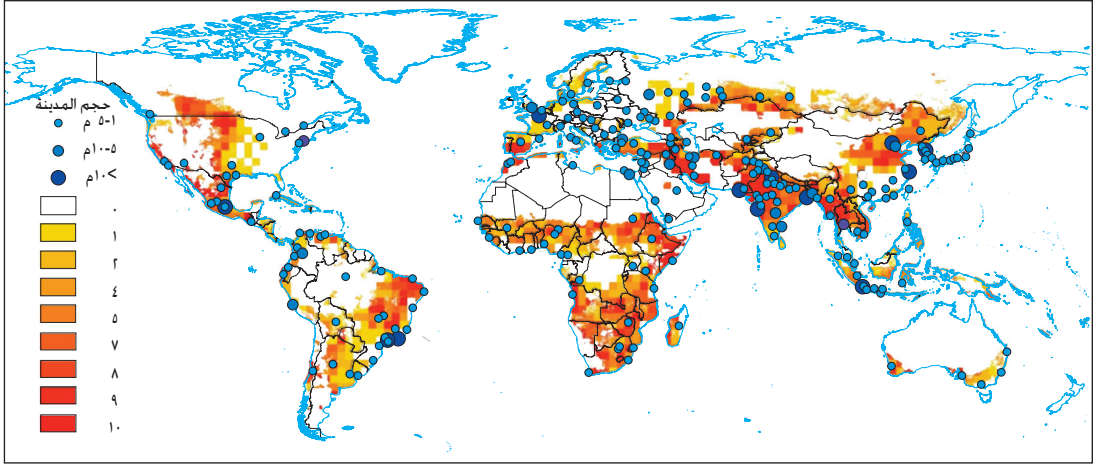 حجم المدينة
١-٥ م
٥-١٠م
>١٠م
٠
١
٢
٤
٥
٧
٨
٩
١٠